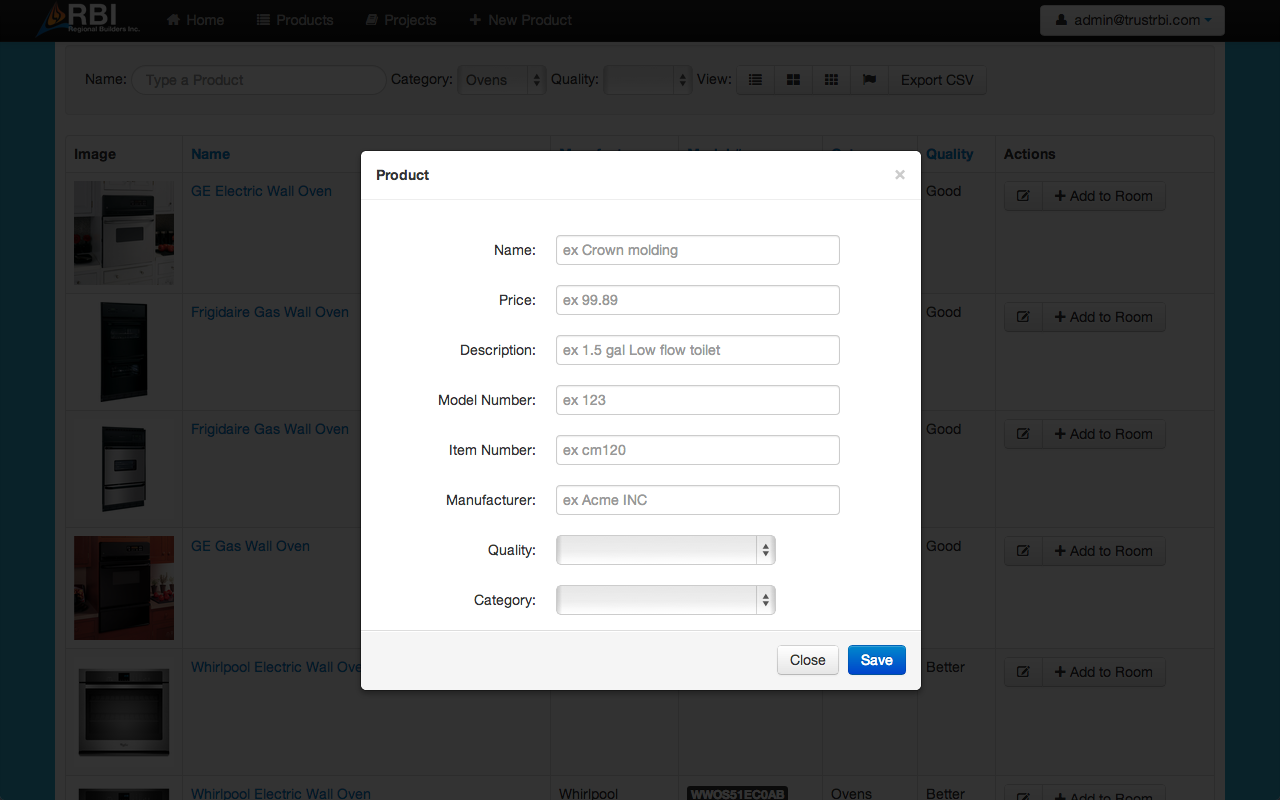 RBI
Regional Builders Inc.
Home Products Projects New Product admin@trustrbi.com
Name: Type a Product Category: Ovens Quality: View: Export CSV
Image Name Quality Actions
GE Electric Wall Oven Good Add to Room
Frigidaire Gas Wall Oven Good Add to Room
Frigidaire Gas Wall Oven Good Add to Room
GE Gas Wall Oven Good Add to Room
Whirlpool Electric Wall Better Add to Room
Whirlpool Electric Wall Oven Whirlpool WWOS51EC0AB Ovens Better Add to Room
Product ×
Name: ex Crown molding
Price: ex 99.89
Description: ex 1.5 gal Low flow toilet
Model Number: ex 123
Item Number: ex cm120
Manufacturer: ex Acme INC
Quality:
Category:
Close Save